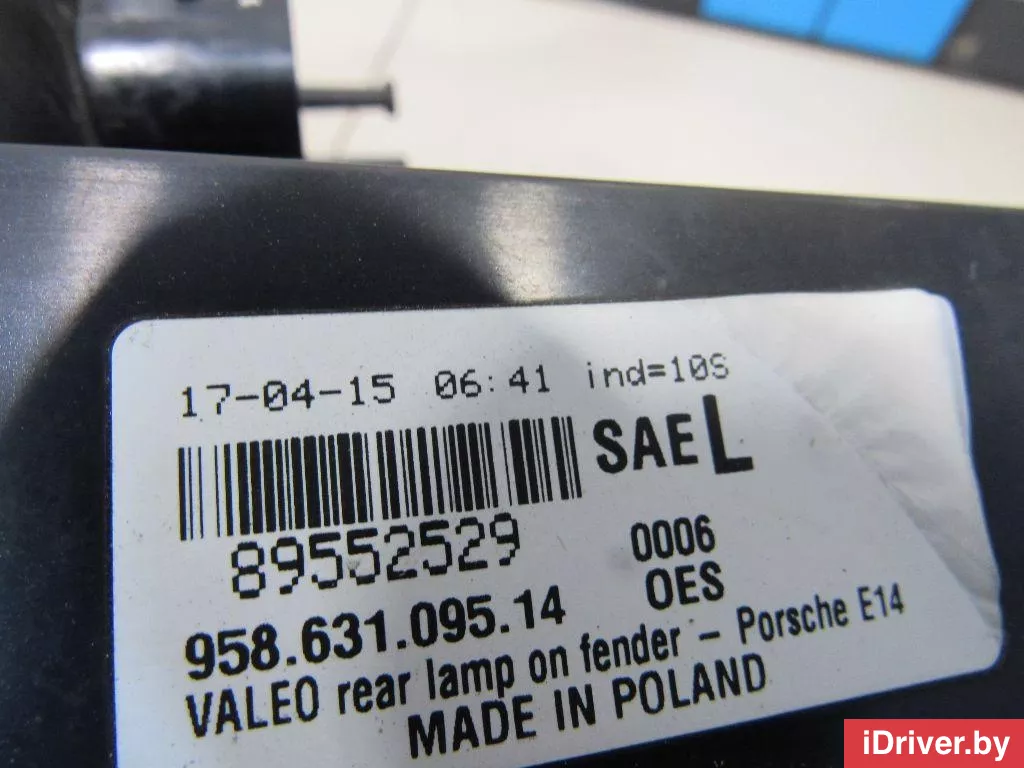 17-04-15 06:41 ind=10S
SAE L
89552529
0006
958.631.095.14
OES
VALEO rear lamp on fender - Porsche E14
MADE IN POLAND
iDriver.by